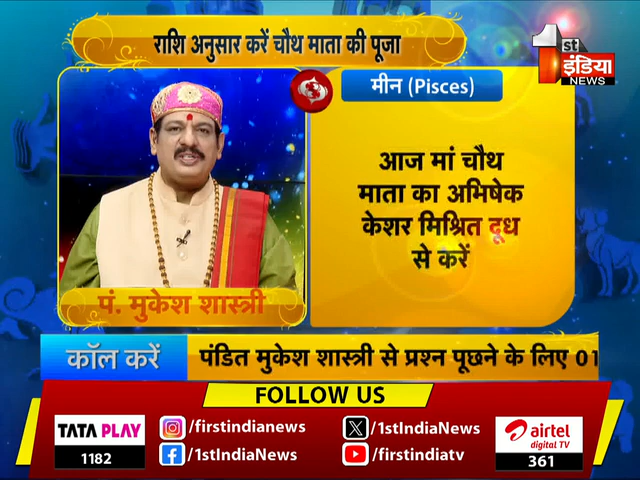 राशि अनुसार करें चौथ माता की पूजा
1st
इंडिया
NEWS
मीन (Pisces)
आज मां चौथ
माता का अभिषेक
केशर मिश्रित दूध
से करें
पं. मुकेश शास्त्री
कॉल करें
पंडित मुकेश शास्त्री से प्रश्न पूछने के लिए 01
FOLLOW US
TATA PLAY
1182
/firstindianews
/1stIndiaNews
/1stIndiaNews
/firstindiatv
airtel
digital TV
361